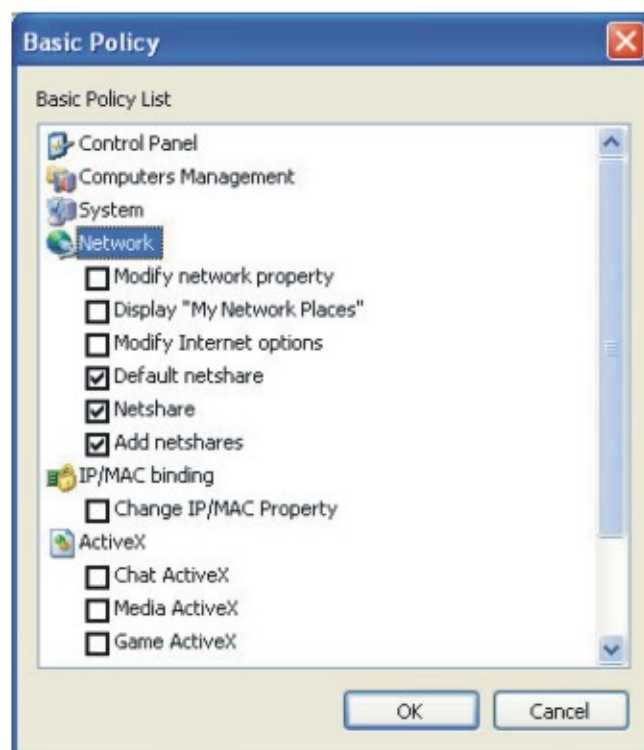 Basic Policy
Basic Policy List
Control Panel
Computers Management
System
Network
Modify network property
Display "My Network Places"
Modify Internet options
Default netshare
Netshare
Add netshares
IP/MAC binding
Change IP/MAC Property
ActiveX
Chat ActiveX
Media ActiveX
Game ActiveX
OK Cancel